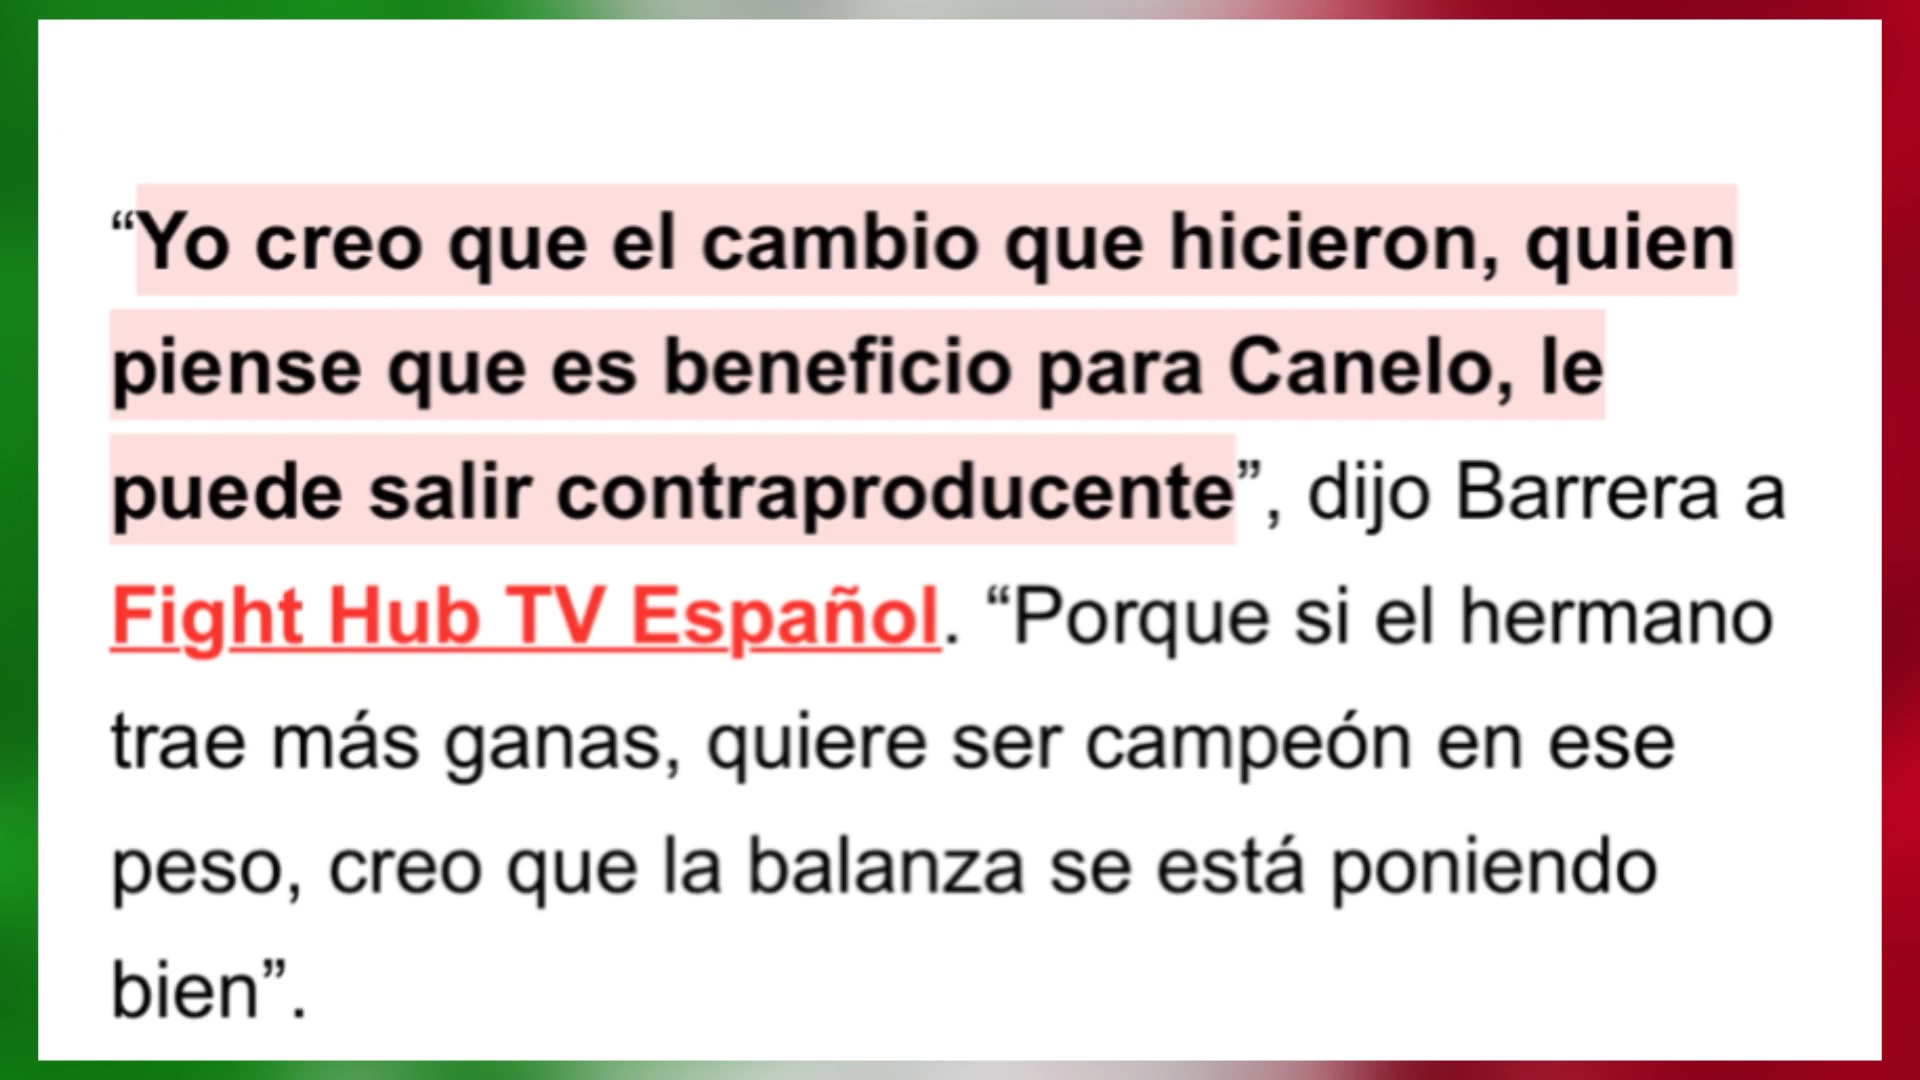 “Yo creo que el cambio que hicieron, quien
piense que es beneficio para Canelo, le
puede salir contraproducente”, dijo Barrera a
Fight Hub TV Español. “Porque si el hermano
trae más ganas, quiere ser campeón en ese
peso, creo que la balanza se está poniendo
bien”.